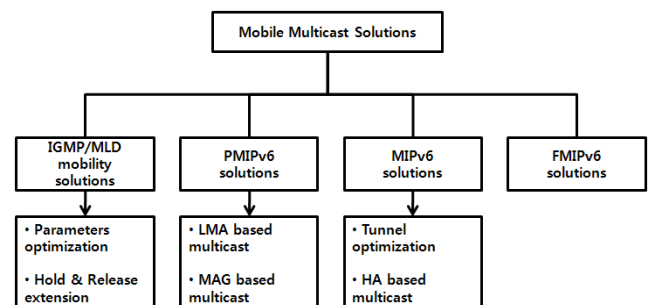 Mobile Multicast Solutions
IGMP/MLD
mobility
solutions
PMIPv6
solutions
MIPv6
solutions
FMIPv6
solutions
• Parameters
optimization
• Hold & Release
extension
• LMA based
multicast
• MAG based
multicast
• Tunnel
optimization
• HA based
multicast